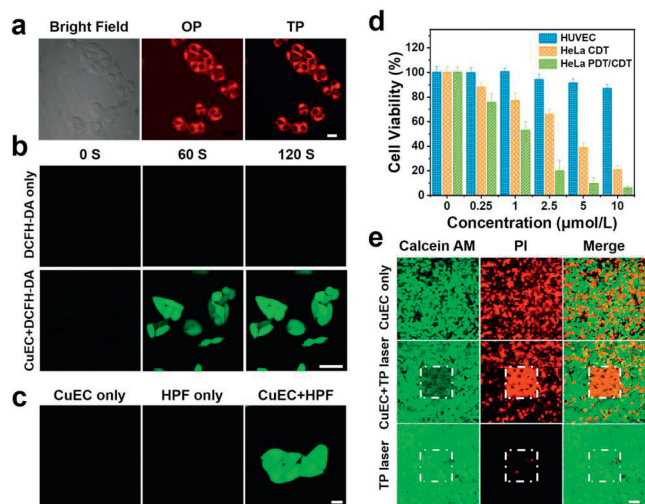 a
Bright Field OP TP
b
0 S 60 S 120 S
DCFH-DA only
CuEC+DCFH-DA
c
CuEC only HPF only CuEC+HPF
d
HUVEC
HeLa CDT
HeLa PDT/CDT
Cell Viability (%)
120
100
80
60
40
20
0
0 0.25 1 2.5 5 10
Concentration (μmol/L)
e
Calcein AM PI Merge
CuEC only
CuEC+TP laser
TP laser